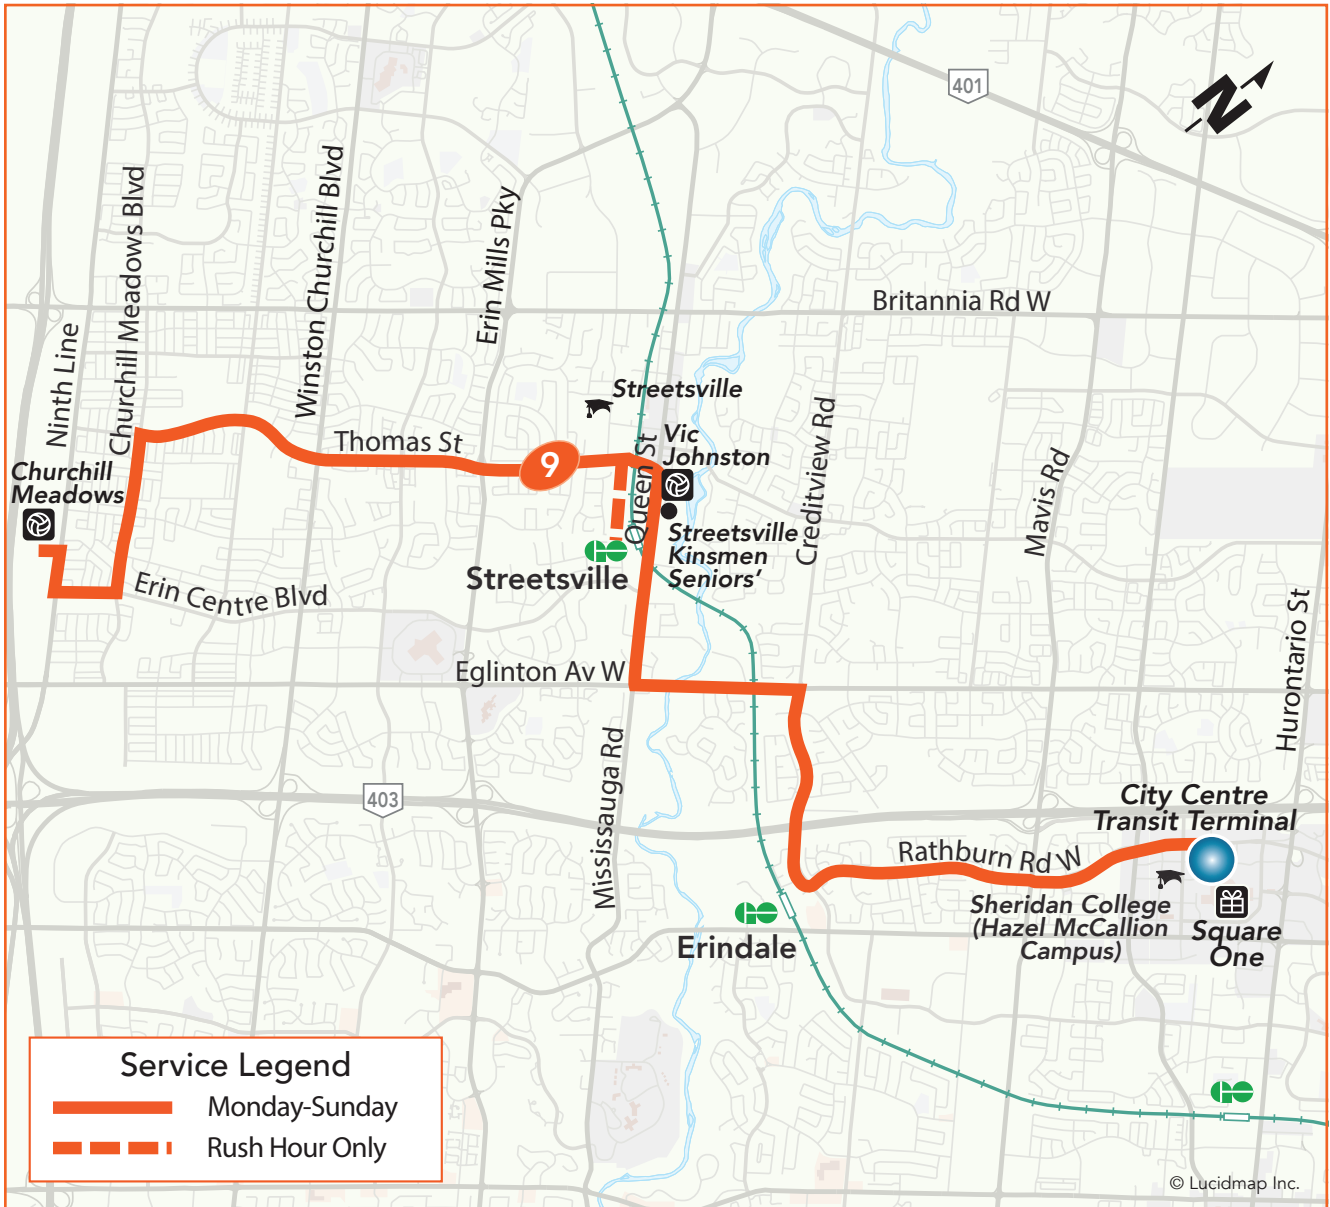 401
N
Churchill Meadows Blvd
Winston Churchill Blvd
Erin Mills Pky
Britannia Rd W
Ninth Line
Streetsville
Thomas St
9
Queen St
Vic
Johnston
Creditview Rd
Mavis Rd
Churchill
Meadows
Streetsville
Kinsmen
Seniors'
GO
Streetsville
Erin Centre Blvd
Hurontario St
Eglinton Av W
Mississauga Rd
403
City Centre
Transit Terminal
Rathburn Rd W
Sheridan College
(Hazel McCallion
Campus)
Square
One
GO
Erindale
GO
Service Legend
Monday-Sunday
Rush Hour Only
© Lucidmap Inc.